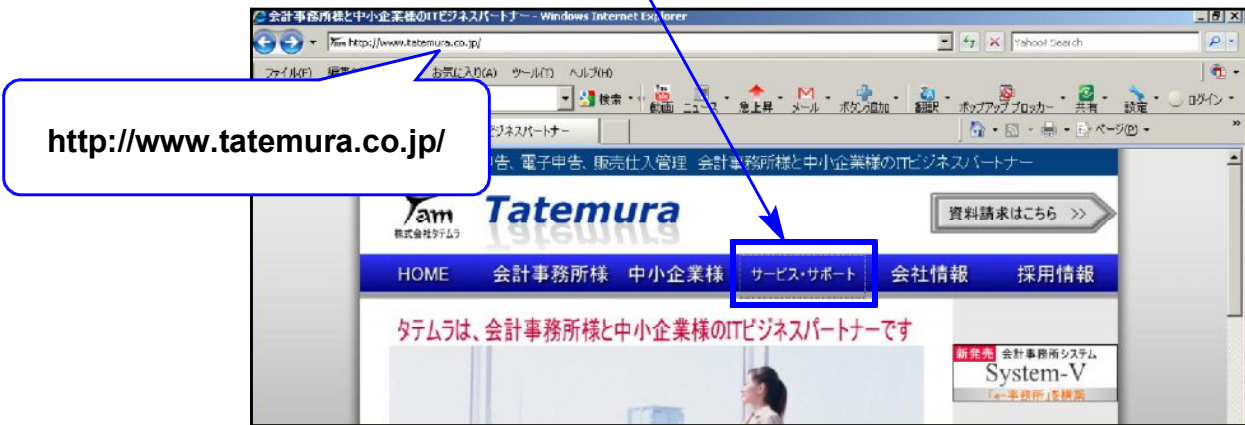 会計事務所様と中小企業様のITビジネスパートナー - Windows Internet Explorer
http://www.tatemura.co.jp/
Yahoo! Search
ファイル(F) お気に入り(A) ツール(T) ヘルプ(H)
検索 動画 ニュース 急上昇 メール ボタン追加 翻訳 ポップアップブロッカー 共有 設定 ログイン
http://www.tatemura.co.jp/
ビジネスパートナー
ページ(P)
告、電子申告、販売仕入管理 会計事務所様と中小企業様のITビジネスパートナー
Tam
株式会社タテムラ
Tatemura
資料請求はこちら >>
HOME 会計事務所様 中小企業様 サービス・サポート 会社情報 採用情報
タテムラは、会計事務所様と中小企業様のITビジネスパートナーです
新発売 会計事務所システム
System-V
「e-事務所」を構築